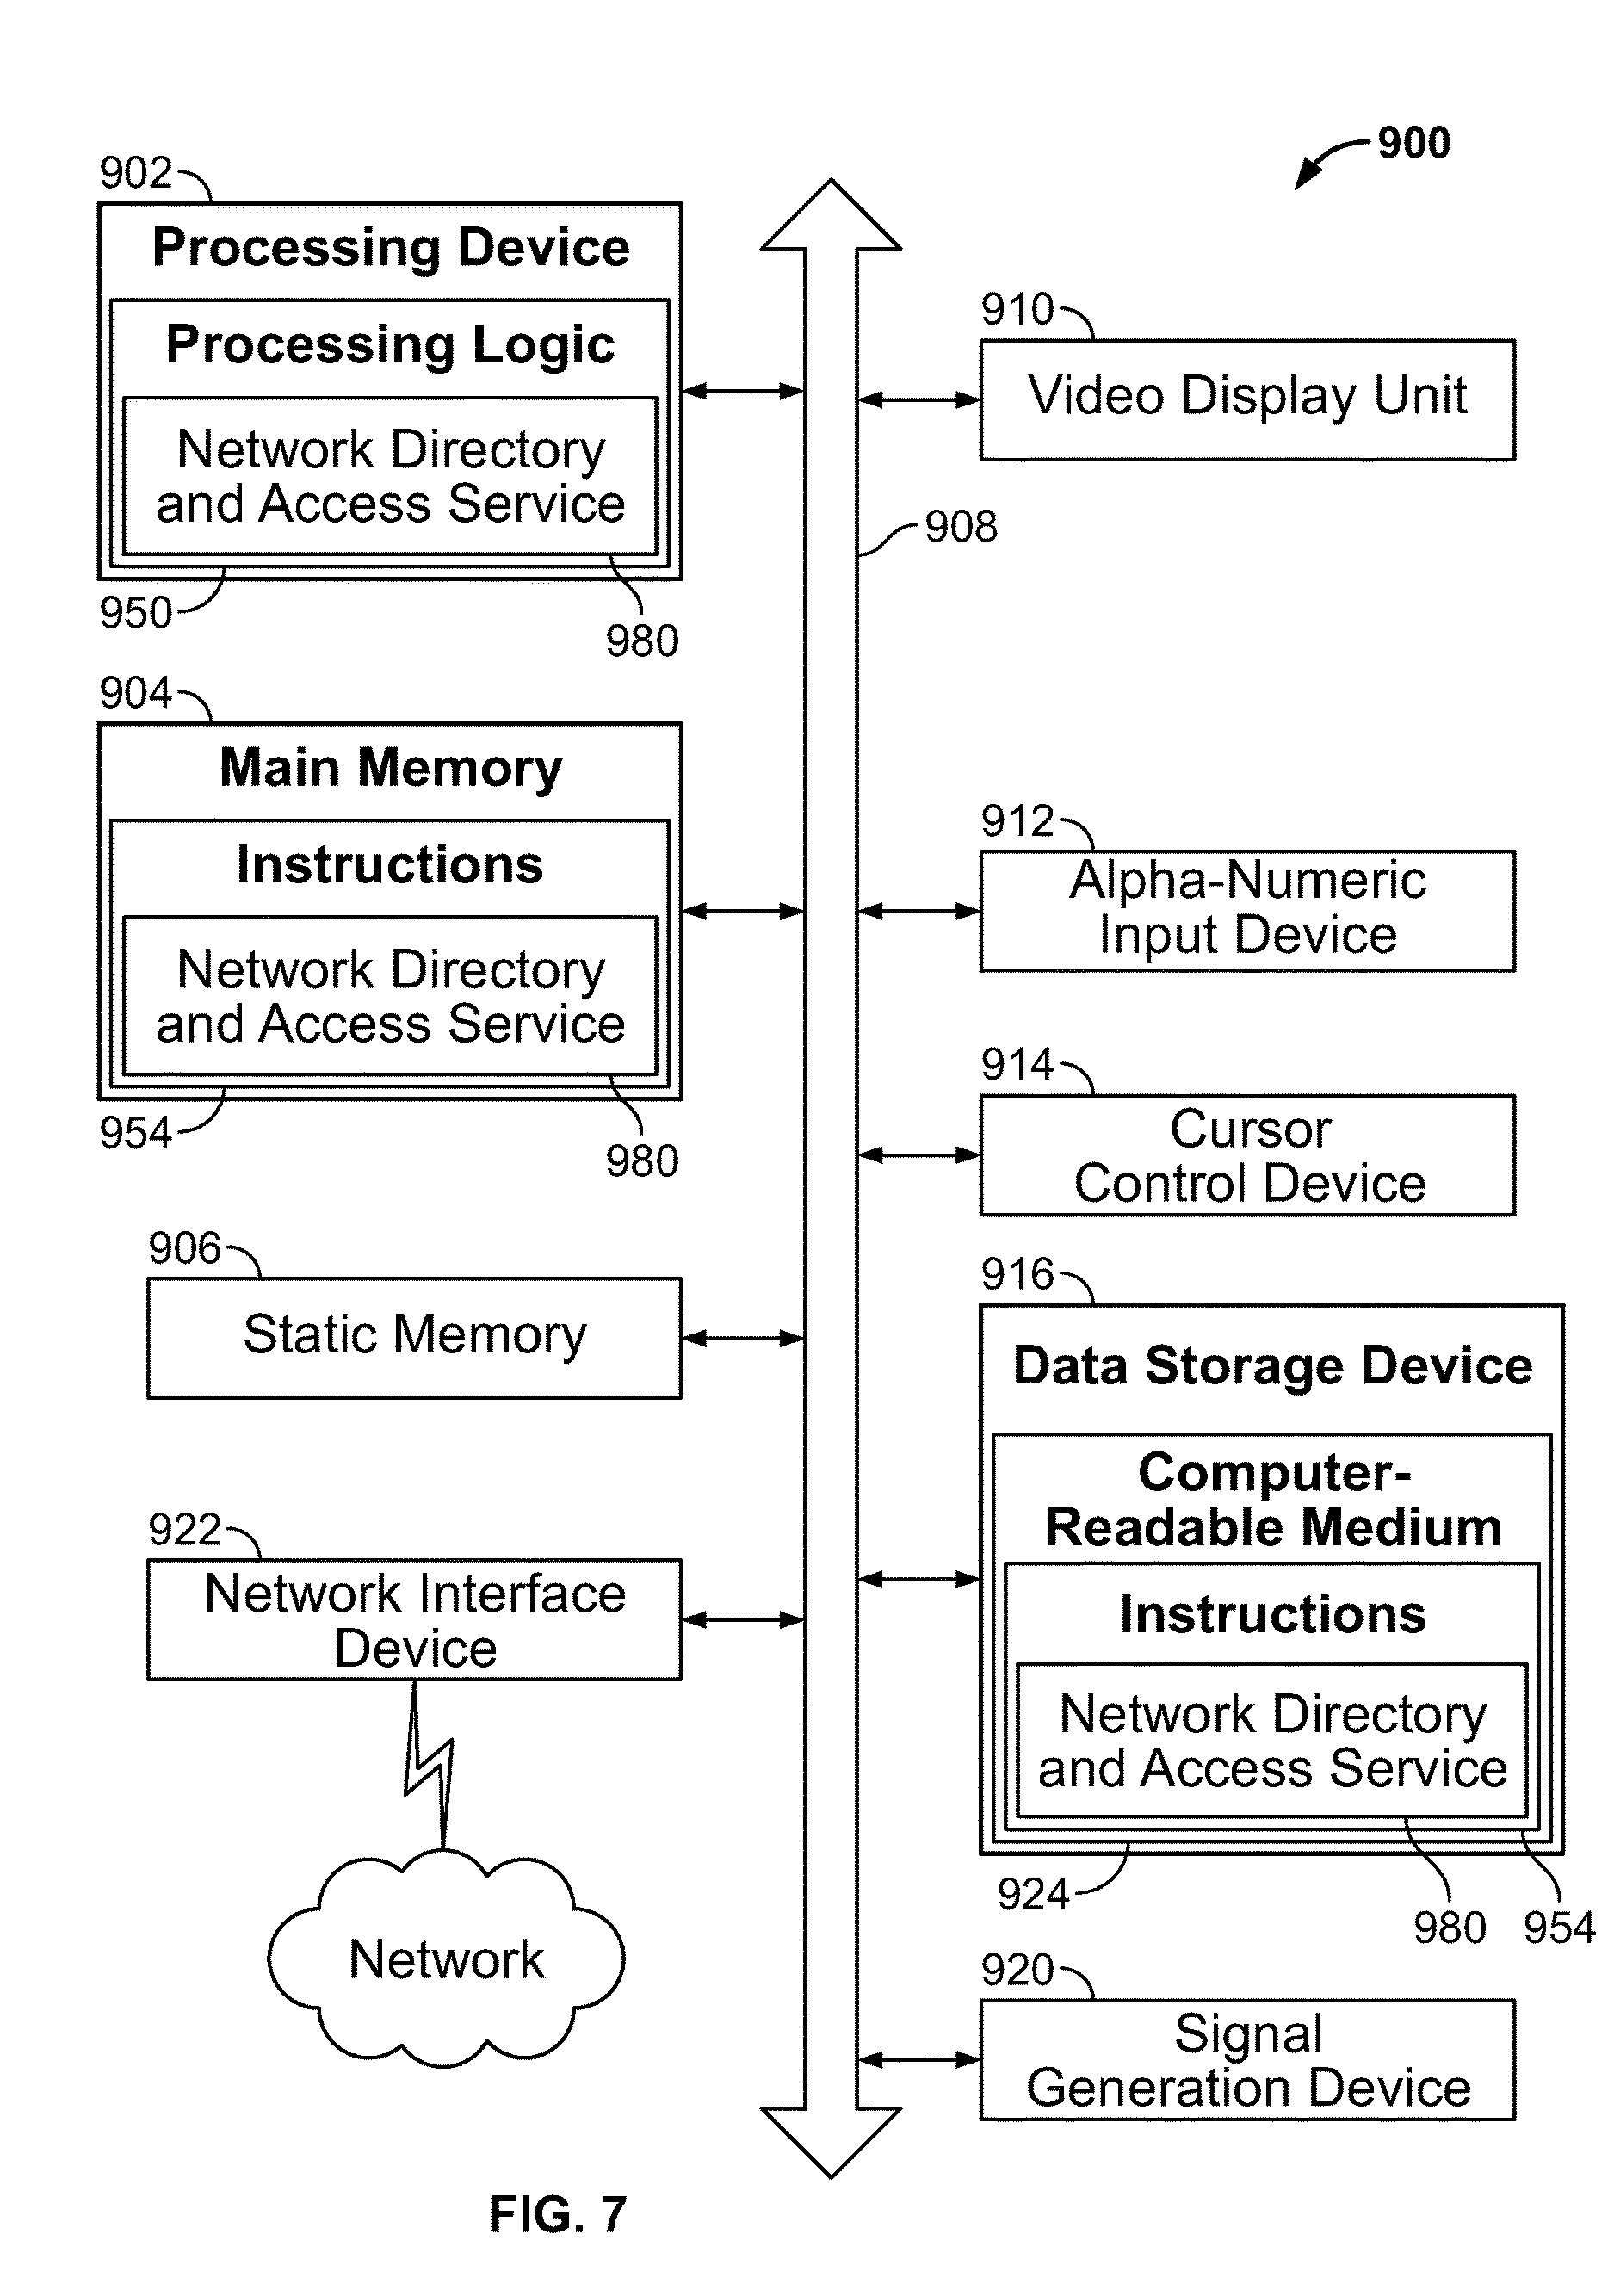 900
902
Processing Device
Processing Logic
Network Directory
and Access Service
950
980
910
Video Display Unit
908
904
Main Memory
Instructions
Network Directory
and Access Service
954
980
912
Alpha-Numeric
Input Device
914
Cursor
Control Device
906
Static Memory
916
Data Storage Device
Computer-
Readable Medium
Instructions
Network Directory
and Access Service
924
980
954
922
Network Interface
Device
Network
920
Signal
Generation Device
FIG. 7